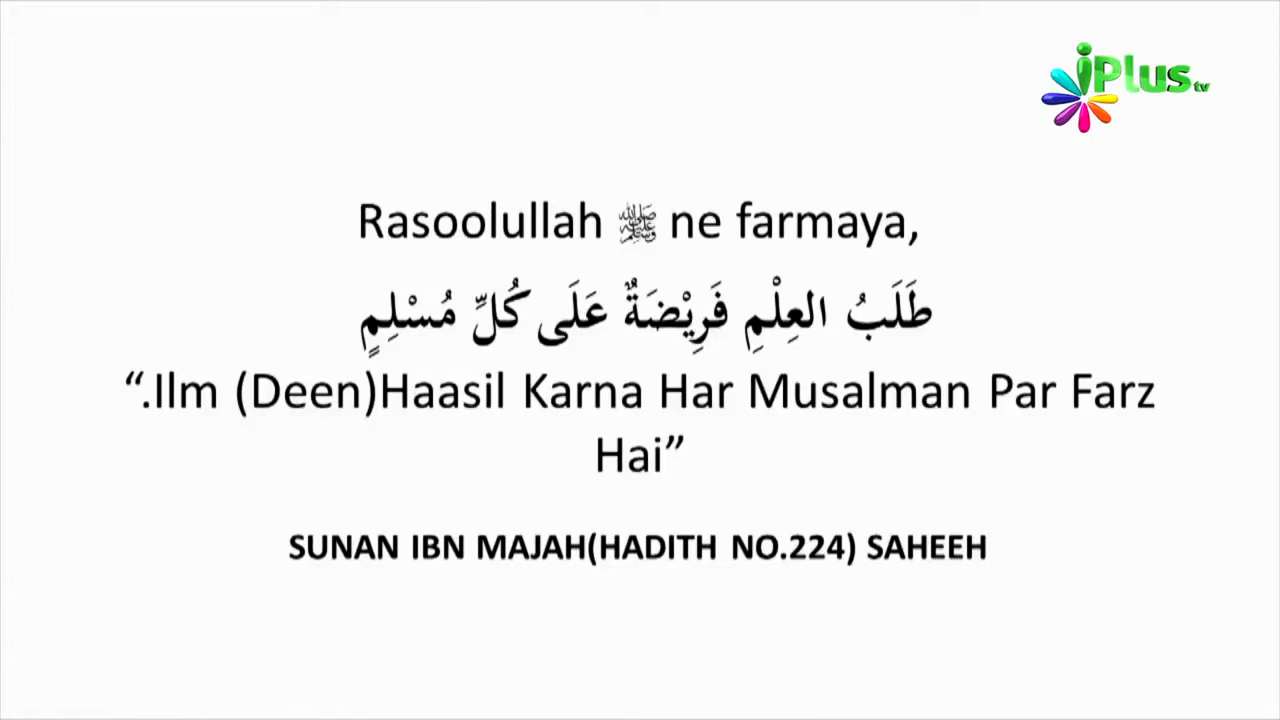 iPlus tv
Rasoolullah ﷺ ne farmaya,
طَلَبُ العِلْمِ فَرِيْضَةٌ عَلَى كُلِّ مُسْلِمٍ
“.Ilm (Deen)Haasil Karna Har Musalman Par Farz
Hai”
SUNAN IBN MAJAH(HADITH NO.224) SAHEEH